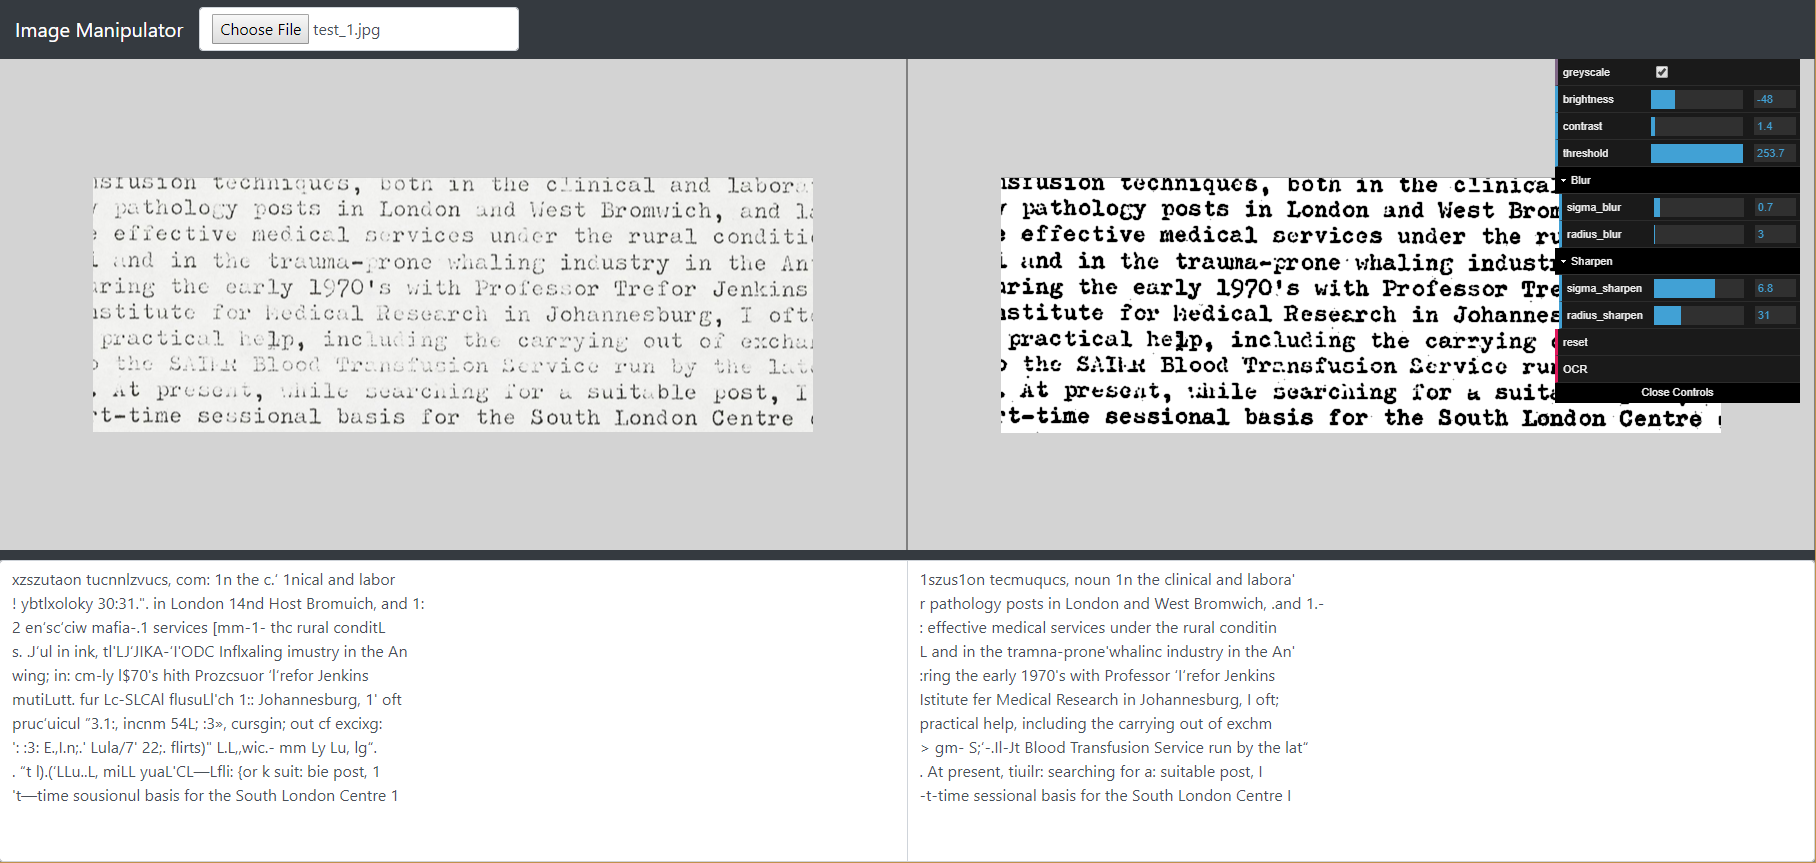 Image Manipulator
Choose File test_1.jpg
nsfusion techniques, both in the clinical and labora
pathology posts in London and West Bromwich, and la
effective medical services under the rural conditi
and in the trauma-prone whaling industry in the An
uring the early 1970's with Professor Trefor Jenkins
nstitute for Medical Research in Johannesburg, I oft
practical help, including the carrying out of excha
the SAIMR Blood Transfusion Service run by the lat
. At present, while searching for a suitable post, I
rt-time sessional basis for the South London Centre
nsfusion techniques, both in the clinical
pathology posts in London and West Brom
effective medical services under the ru
and in the trauma-prone whaling industr
uring the early 1970's with Professor Tre
nstitute for Medical Research in Johannes
practical help, including the carrying
the SAIMR Blood Transfusion Service run
. At present, while searching for a suita
rt-time sessional basis for the South London Centre
greyscale
brightness -48
contrast 1.4
threshold 253.7
Blur
sigma_blur 0.7
radius_blur 3
Sharpen
sigma_sharpen 6.8
radius_sharpen 31
reset
OCR
Close Controls
xzszutaon tucnnlzvucs, com: 1n the c.' 1nical and labor
! ybtlxoloky 30:31.". in London 14nd Host Bromuich, and 1:
2 en'sc'ciw mafia-.1 services [mm-1- thc rural conditL
s. .J'ul in ink, tl'LJ'JIKA-'I'ODC Inflxaling imustry in the An
wing; in: cm-ly l$70's hith Prozcsuor 'l'refor Jenkins
mutiLutt. fur Lc-SLCAl flusuLl'ch 1:: Johannesburg, 1' oft
pruc'uicul "3.1:, incnm 54L; :3», cursgin; out cf excixg:
': :3: E.,I.n;.' Lula/7' 22;. flirts)" L.L,,wic.- mm Ly Lu, lg“.
. “t l).('LLu..L, miLL yuaL'CL—Lfli: {or k suit: bie post, 1
't—time sousionul basis for the South London Centre 1
1szus1on tecmuqucs, noun 1n the clinical and labora'
r pathology posts in London and West Bromwich, .and 1.-
: effective medical services under the rural conditin
L and in the tramna-prone'whalinc industry in the An'
:ring the early 1970's with Professor 'I'refor Jenkins
Istitute fer Medical Research in Johannesburg, I oft;
practical help, including the carrying out of exchm
> gm- S;'-.Il-Jt Blood Transfusion Service run by the lat“
. At present, tiuilr: searching for a: suitable post, I
-t-time sessional basis for the South London Centre I